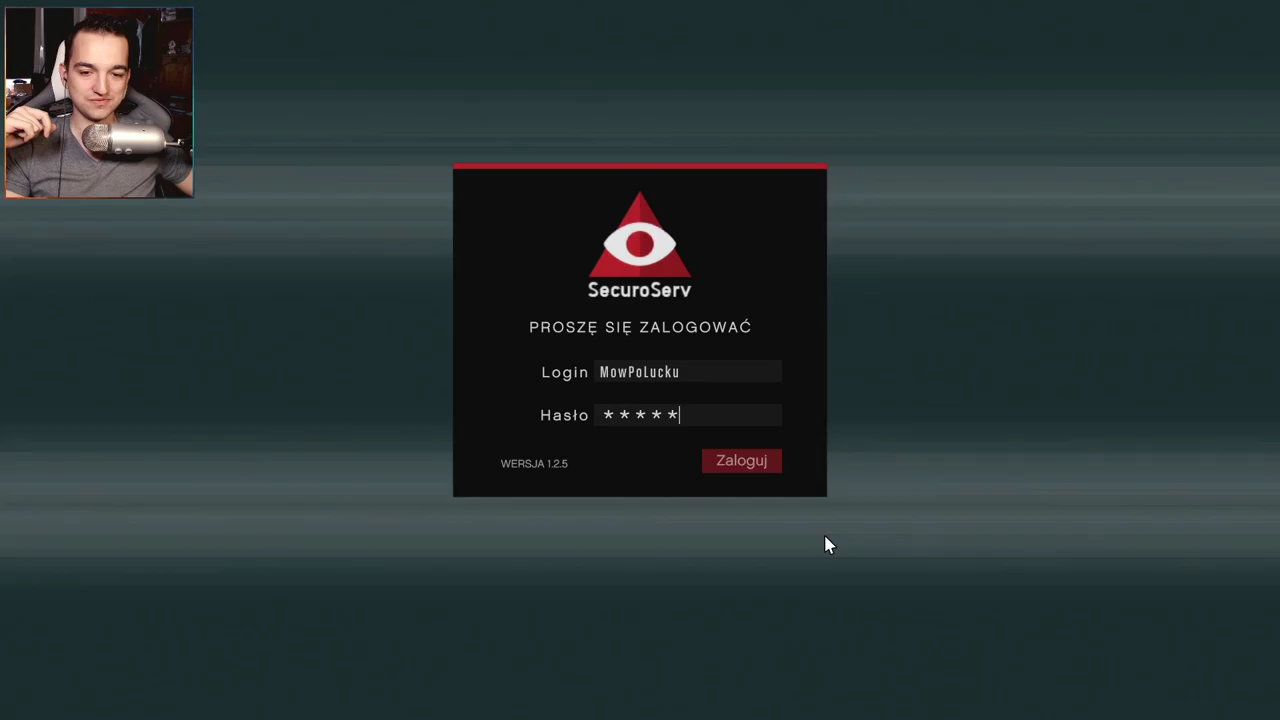 SecuroServ
PROSZĘ SIĘ ZALOGOWAĆ
Login MowPoLucku
Hasło *****
WERSJA 1.2.5 Zaloguj